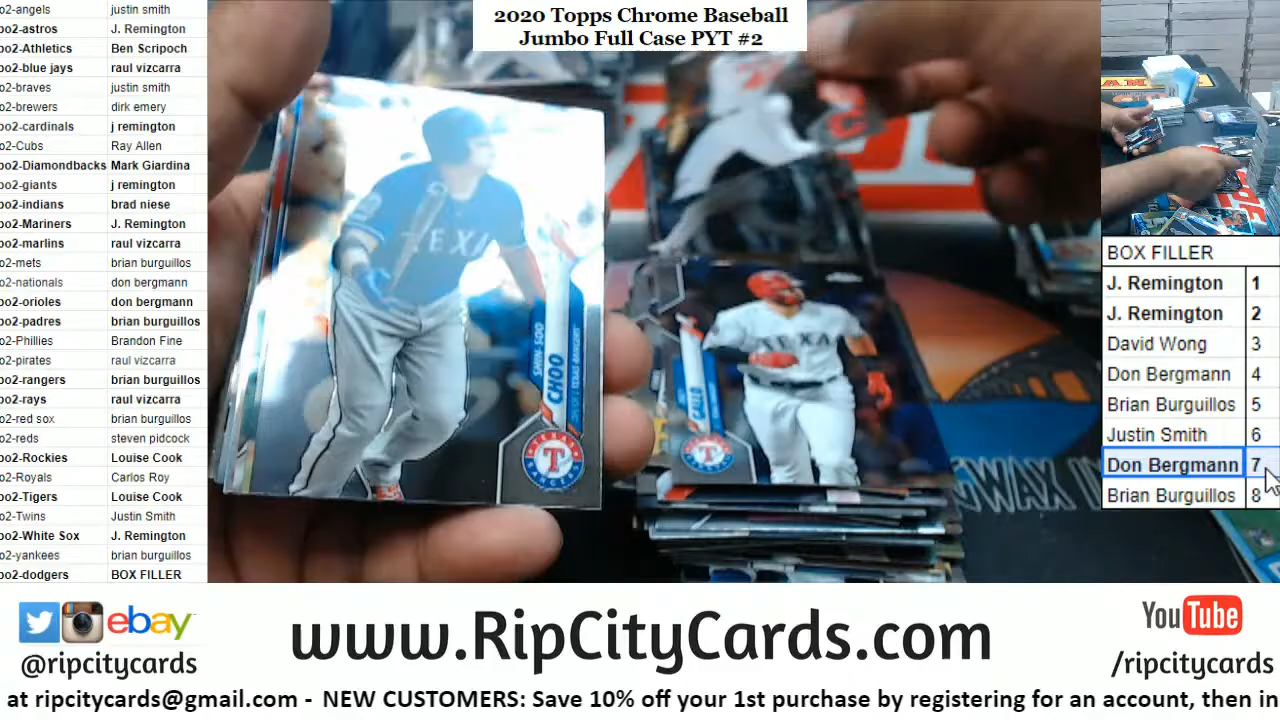 2020 Topps Chrome Baseball
Jumbo Full Case PYT #2
o2-angels justin smith
oo2-astros J. Remington
oo2-Athletics Ben Scripoch
oo2-blue jays raul vizcarra
oo2-braves justin smith
oo2-brewers dirk emery
oo2-cardinals j remington
oo2-Cubs Ray Allen
oo2-Diamondbacks Mark Giardina
oo2-giants j remington
oo2-indians brad niese
oo2-Mariners J. Remington
oo2-marlins raul vizcarra
oo2-mets brian burguillos
oo2-nationals don bergmann
oo2-orioles don bergmann
oo2-padres brian burguillos
oo2-Phillies Brandon Fine
oo2-pirates raul vizcarra
oo2-rangers brian burguillos
oo2-rays raul vizcarra
oo2-red sox brian burguillos
oo2-reds steven pidcock
oo2-Rockies Louise Cook
oo2-Royals Carlos Roy
oo2-Tigers Louise Cook
oo2-Twins Justin Smith
oo2-White Sox J. Remington
oo2-yankees brian burguillos
oo2-dodgers BOX FILLER
TEXA
SHIN-SOO
CHOO
TEXAS
T
RANGERS
TEXAS
GALLO
T
BOX FILLER
J. Remington 1
J. Remington 2
David Wong 3
Don Bergmann 4
Brian Burguillos 5
Justin Smith 6
Don Bergmann 7
Brian Burguillos 8
ebay
@ripcitycards
www.RipCityCards.com
YouTube
/ripcitycards
at ripcitycards@gmail.com - NEW CUSTOMERS: Save 10% off your 1st purchase by registering for an account, then in